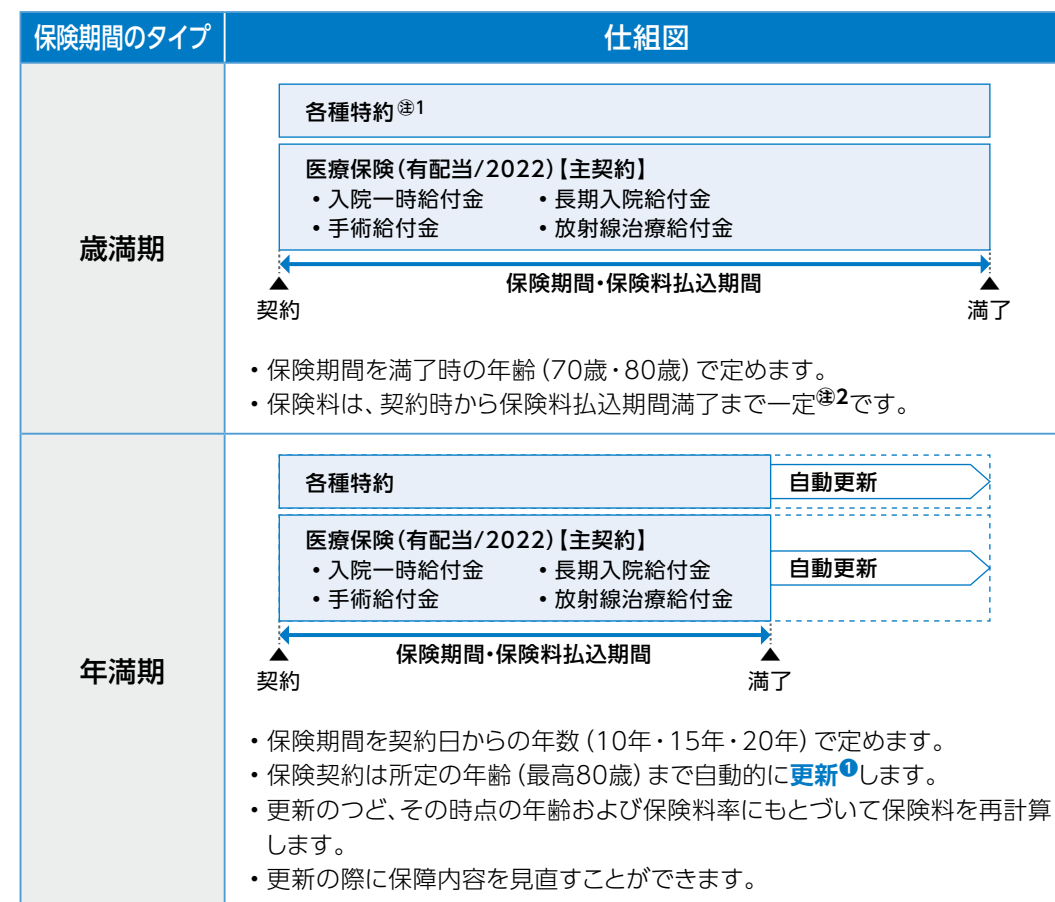 保険期間のタイプ
仕組図
歳満期
各種特約㊟1
医療保険(有配当/2022)【主契約】
・入院一時給付金 ・長期入院給付金
・手術給付金 ・放射線治療給付金
保険期間・保険料払込期間
契約 満了
・保険期間を満了時の年齢(70歳・80歳)で定めます。
・保険料は、契約時から保険料払込期間満了まで一定㊟2です。
年満期
各種特約 自動更新
医療保険(有配当/2022)【主契約】
・入院一時給付金 ・長期入院給付金
自動更新
・手術給付金 ・放射線治療給付金
保険期間・保険料払込期間
契約 満了
・保険期間を契約日からの年数(10年・15年・20年)で定めます。
・保険契約は所定の年齢(最高80歳)まで自動的に更新❶します。
・更新のつど、その時点の年齢および保険料率にもとづいて保険料を再計算
します。
・更新の際に保障内容を見直すことができます。